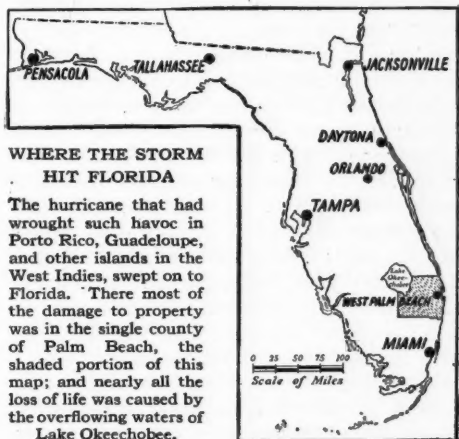 PENSACOLA
TALLAHASSEE
JACKSONVILLE
DAYTONA
ORLANDO
TAMPA
Lake
Okee-
chobee
WEST PALM BEACH
MIAMI
0 25 50 75 100
Scale of Miles
WHERE THE STORM
HIT FLORIDA
The hurricane that had
wrought such havoc in
Porto Rico, Guadeloupe,
and other islands in the
West Indies, swept on to
Florida. There most of
the damage to property
was in the single county
of Palm Beach, the
shaded portion of this
map; and nearly all the
loss of life was caused by
the overflowing waters of
Lake Okeechobee.